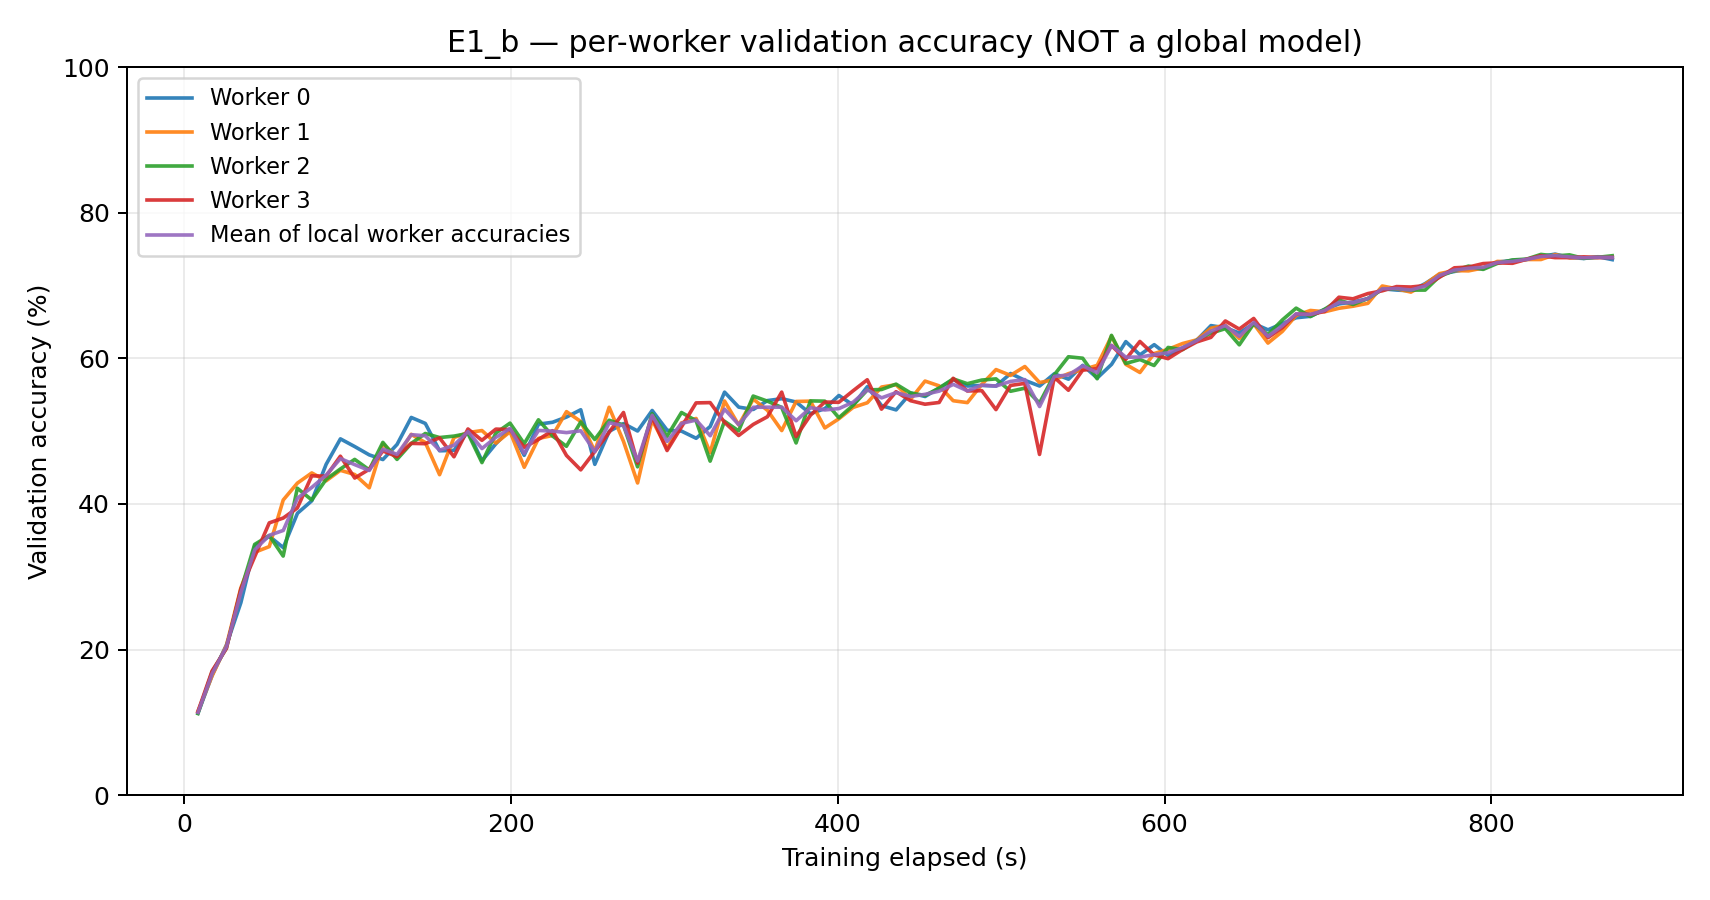 E1_b — per-worker validation accuracy (NOT a global model)
100
80
60
40
20
0
Validation accuracy (%)
Worker 0
Worker 1
Worker 2
Worker 3
Mean of local worker accuracies
0
200
400
600
800
Training elapsed (s)